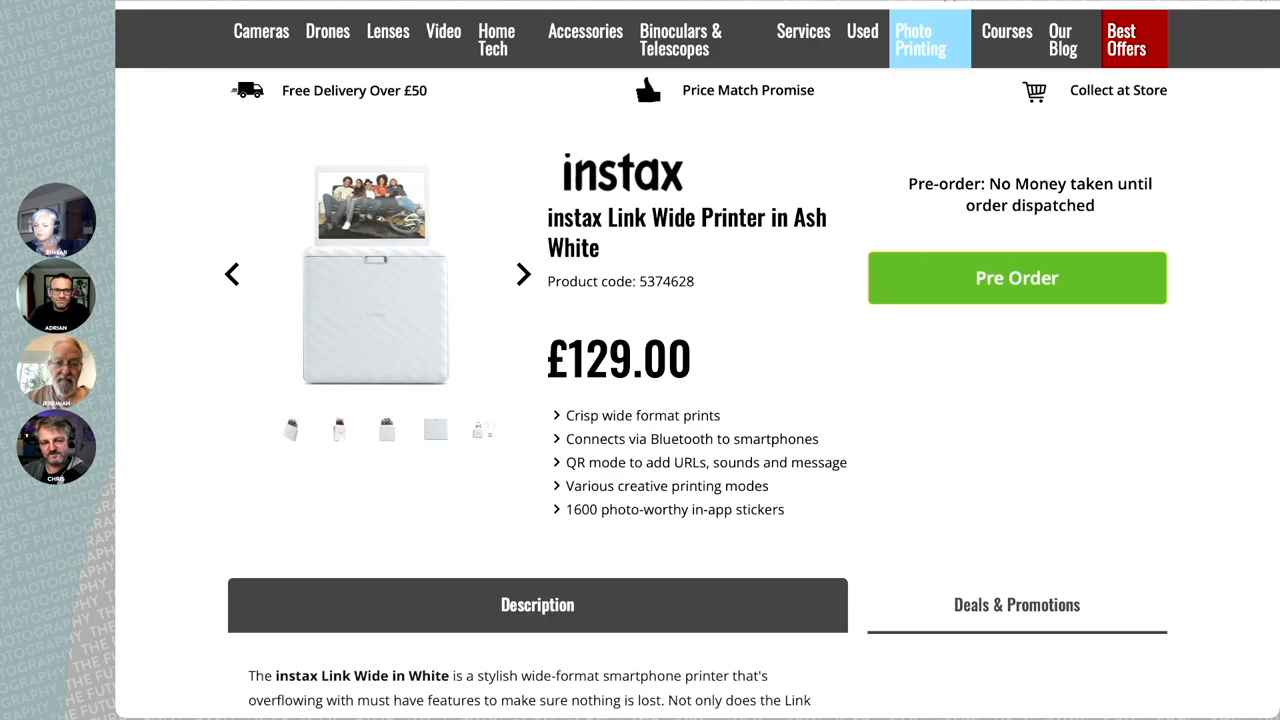 Cameras
Drones
Lenses
Video
Home
Tech
Accessories
Binoculars &
Telescopes
Services
Used
Photo
Printing
Courses
Our
Blog
Best
Offers
Free Delivery Over £50
Price Match Promise
Collect at Store
instax
instax Link Wide Printer in Ash
White
Product code: 5374628
£129.00
Crisp wide format prints
Connects via Bluetooth to smartphones
QR mode to add URLs, sounds and message
Various creative printing modes
1600 photo-worthy in-app stickers
Pre-order: No Money taken until
order dispatched
Pre Order
Description
Deals & Promotions
The instax Link Wide in White is a stylish wide-format smartphone printer that's
overflowing with must have features to make sure nothing is lost. Not only does the Link
ADRIAN
JEREMIAH
CHRIS